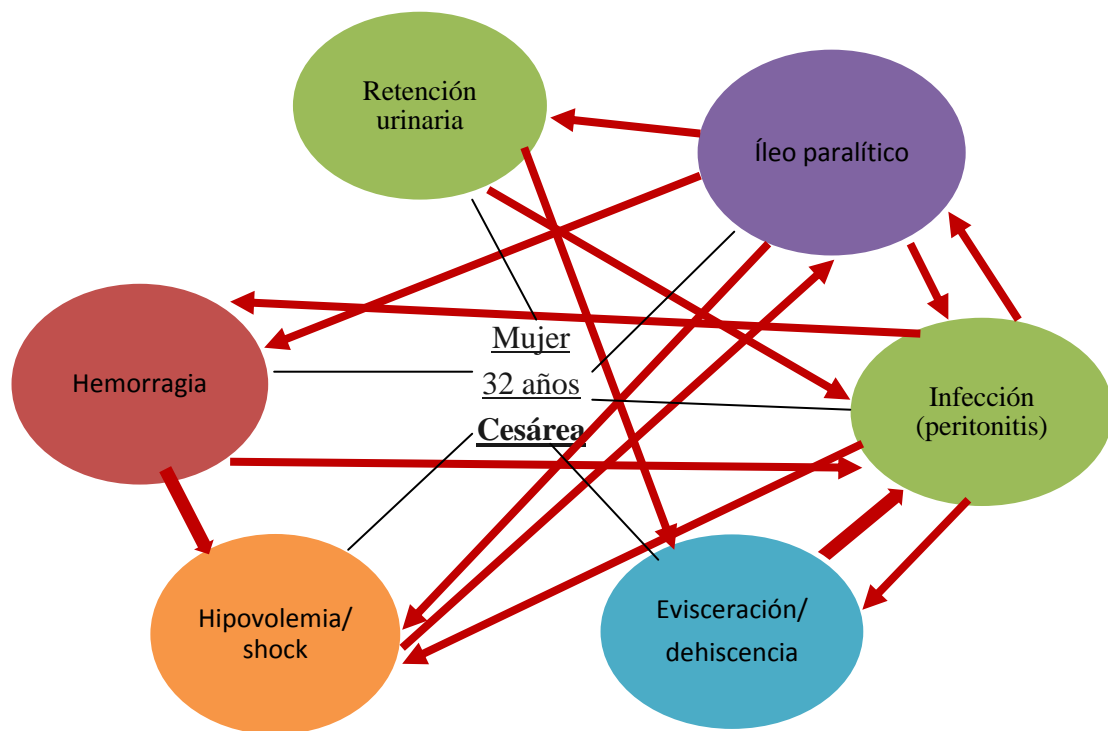 Retención
urinaria
Íleo paralítico
Hemorragia
Mujer
32 años
Cesárea
Infección
(peritonitis)
Hipovolemia/
shock
Evisceración/
dehiscencia